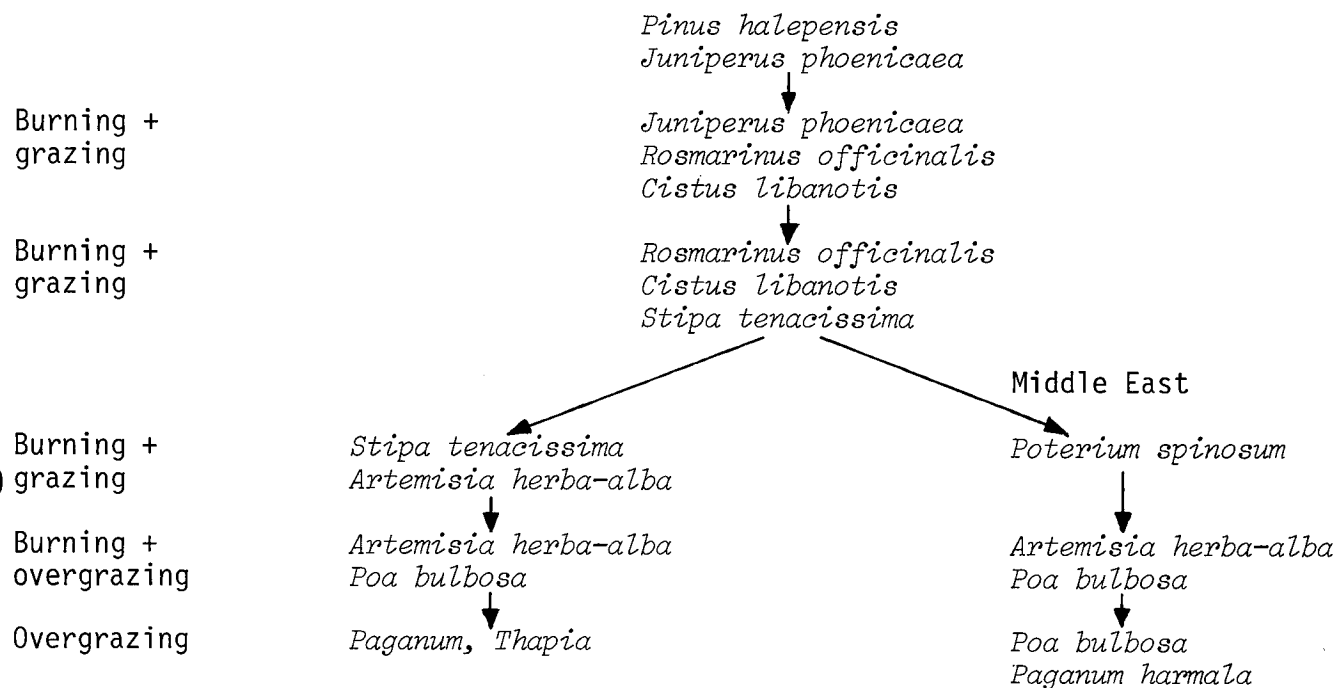 Pinus halepensis
Juniperus phoenicaea
Burning +
grazing
Juniperus phoenicaea
Rosmarinus officinalis
Cistus libanotis
Burning +
grazing
Rosmarinus officinalis
Cistus libanotis
Stipa tenacissima
Middle East
Burning +
) grazing
Stipa tenacissima
Artemisia herba-alba
Poterium spinosum
Burning +
overgrazing
Artemisia herba-alba
Poa bulbosa
Artemisia herba-alba
Poa bulbosa
Overgrazing
Paganum, Thapia
Poa bulbosa
Paganum harmala